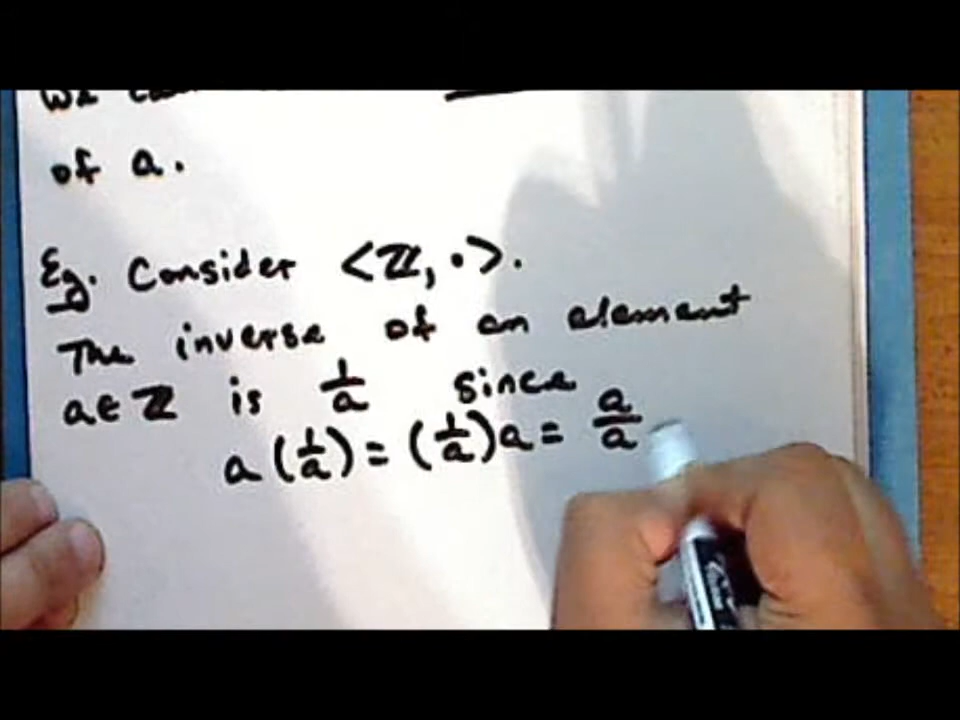 of a.
Eg. Consider <ℤ, •>.
The inverse of an element
a∈ℤ is 1/a since
a(1/a) = (1/a)a = a/a